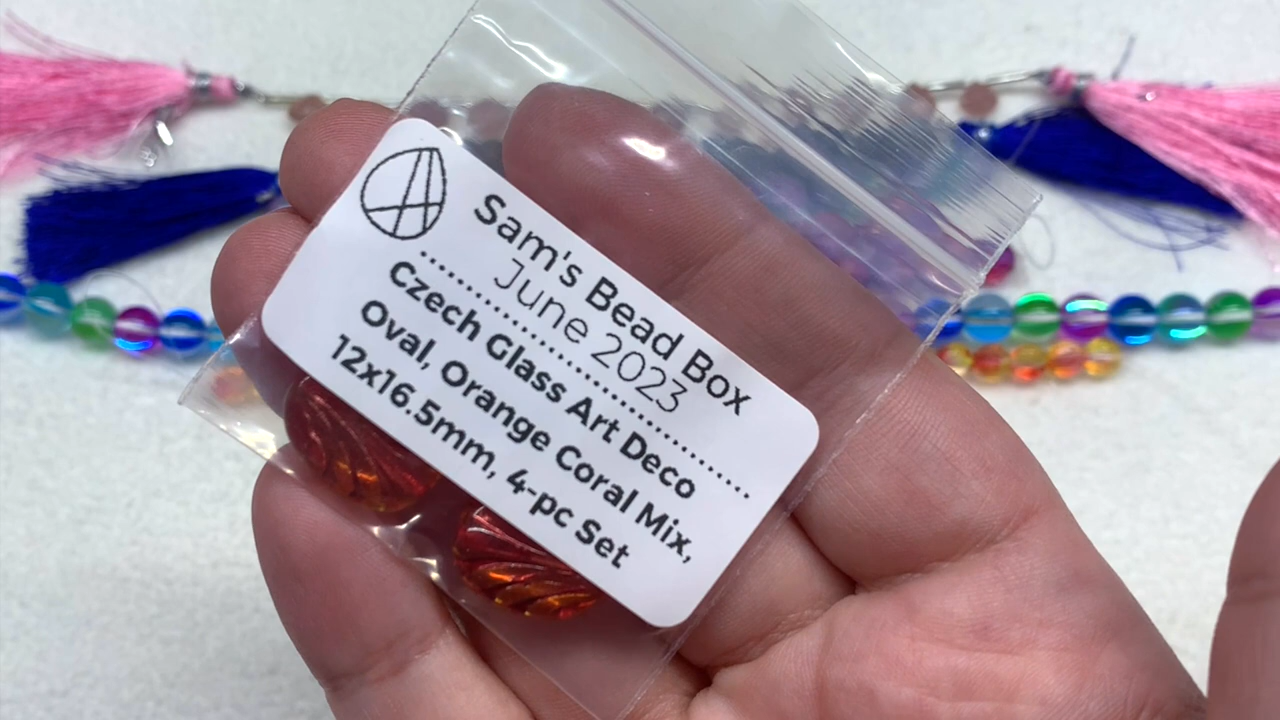 Sam's Bead Box
June 2023
Czech Glass Art Deco
Oval, Orange Coral Mix,
12x16.5mm, 4-pc Set